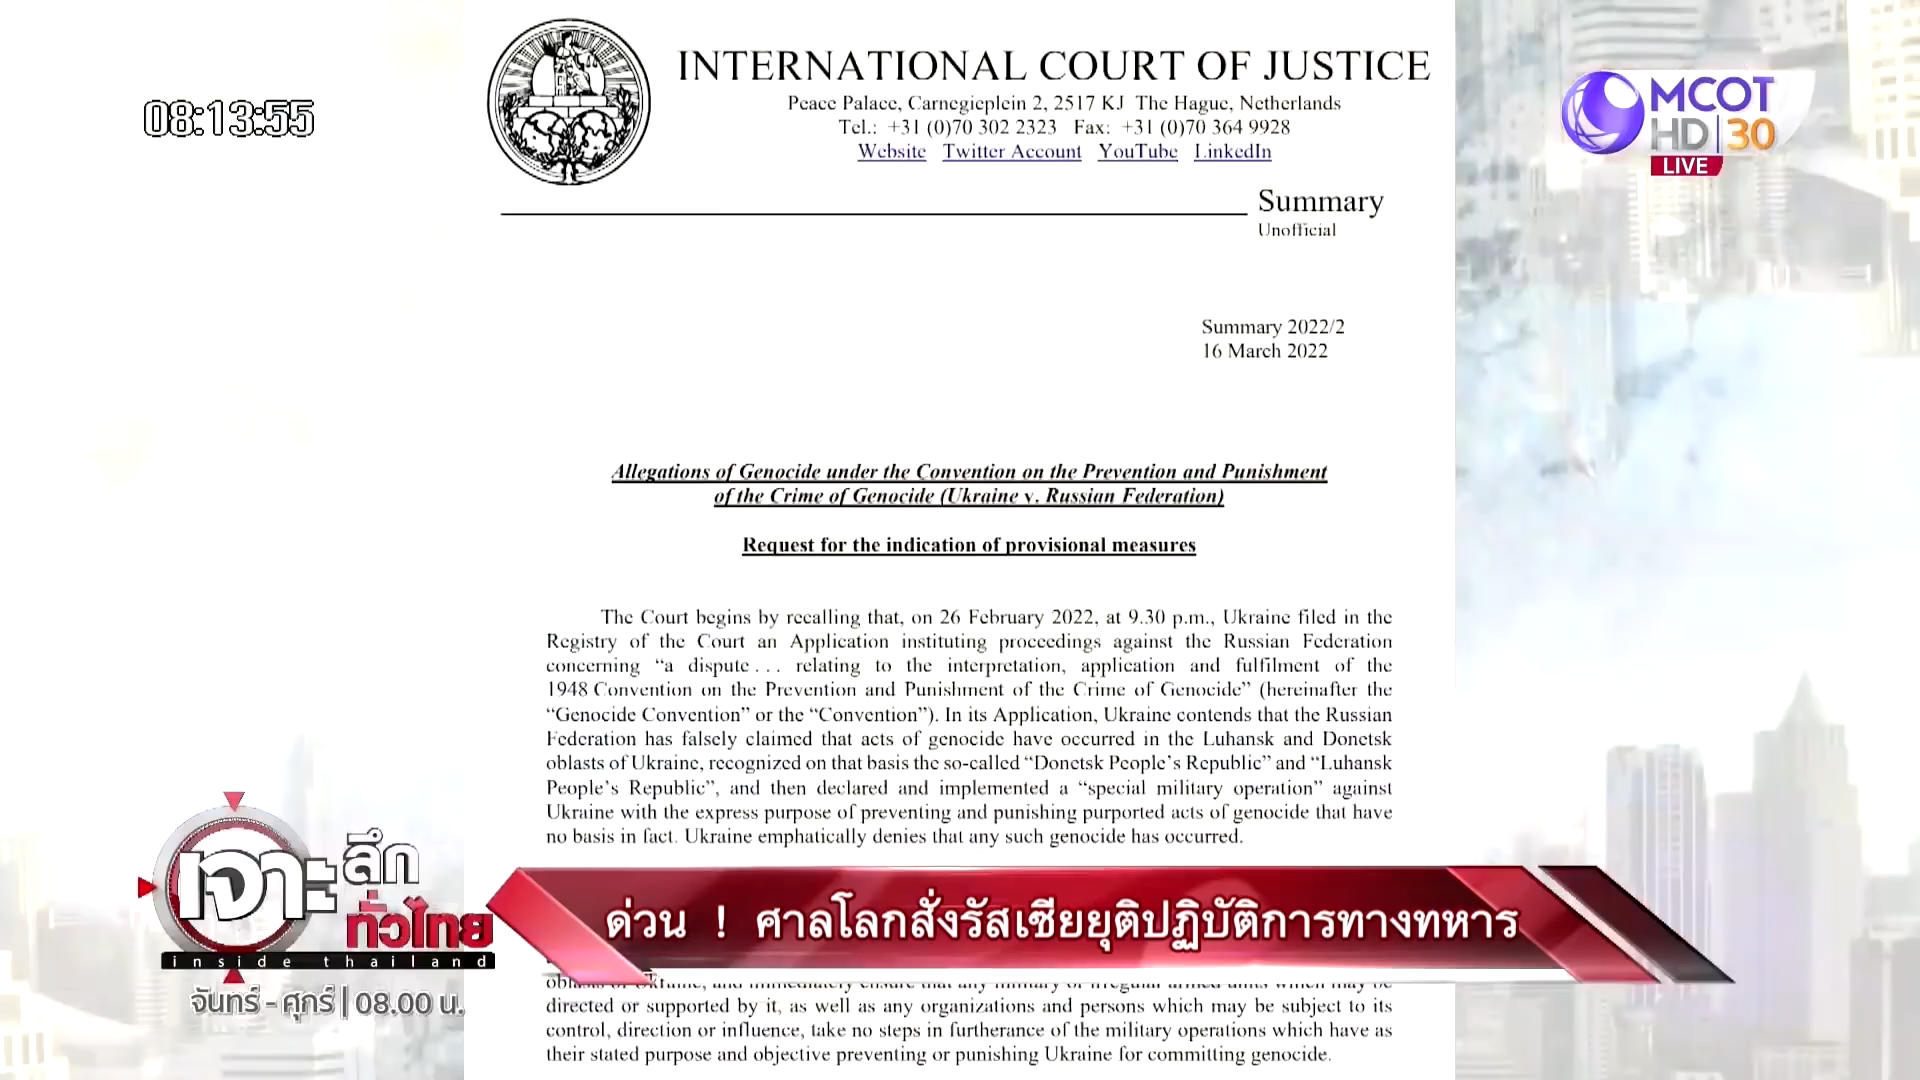 INTERNATIONAL COURT OF JUSTICE
Peace Palace, Carnegieplein 2, 2517 KJ The Hague, Netherlands
Tel.: +31 (0)70 302 2323 Fax: +31 (0)70 364 9928
Website Twitter Account YouTube LinkedIn
08:13:55
MCOT
HD|30
LIVE
Summary
Unofficial
Summary 2022/2
16 March 2022
Allegations of Genocide under the Convention on the Prevention and Punishment
of the Crime of Genocide (Ukraine v. Russian Federation)
Request for the indication of provisional measures
The Court begins by recalling that, on 26 February 2022, at 9.30 p.m., Ukraine filed in the
Registry of the Court an Application instituting proceedings against the Russian Federation
concerning “a dispute . . . relating to the interpretation, application and fulfilment of the
1948 Convention on the Prevention and Punishment of the Crime of Genocide” (hereinafter the
“Genocide Convention” or the “Convention”). In its Application, Ukraine contends that the Russian
Federation has falsely claimed that acts of genocide have occurred in the Luhansk and Donetsk
oblasts of Ukraine, recognized on that basis the so-called “Donetsk People’s Republic” and “Luhansk
People’s Republic”, and then declared and implemented a “special military operation” against
Ukraine with the express purpose of preventing and punishing purported acts of genocide that have
no basis in fact. Ukraine emphatically denies that any such genocide has occurred.
เจาะลึก
ทั่วไทย
inside thailand
จันทร์ - ศุกร์ | 08.00 น.
ด่วน ! ศาลโลกสั่งรัสเซียยุติปฏิบัติการทางทหาร
and immediately ensure that any military or irregular armed units which may be
directed or supported by it, as well as any organizations and persons which may be subject to its
control, direction or influence, take no steps in furtherance of the military operations which have as
their stated purpose and objective preventing or punishing Ukraine for committing genocide.